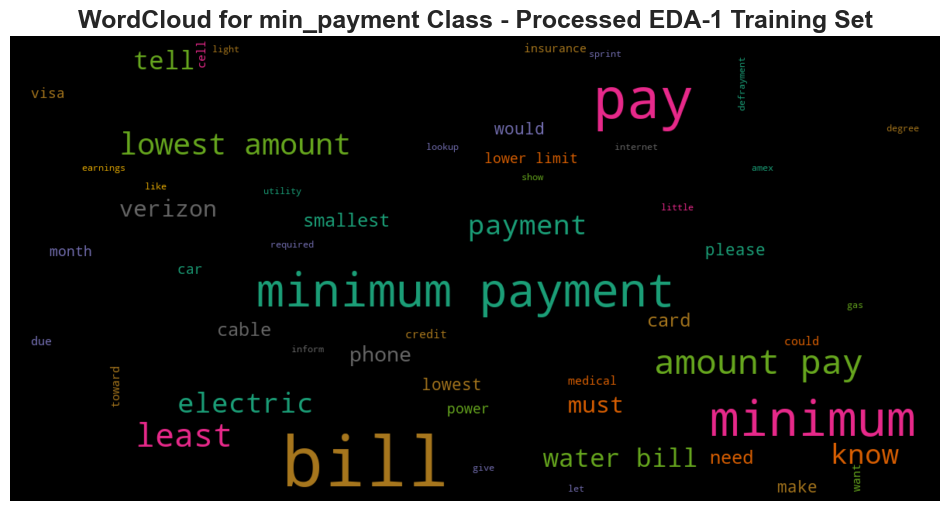 WordCloud for min_payment Class - Processed EDA-1 Training Set
tell
cell
light
insurance
sprint
pay
defrayment
visa
lowest amount
would
degree
lookup
lower limit
internet
earnings
show
amex
like
utility
verizon
smallest
payment
little
month
required
please
car
minimum payment
gas
cable
credit
card
due
inform
phone
could
amount pay
toward
lowest
medical
electric
power
must
minimum
least
bill
give
water bill
need
know
let
make
want